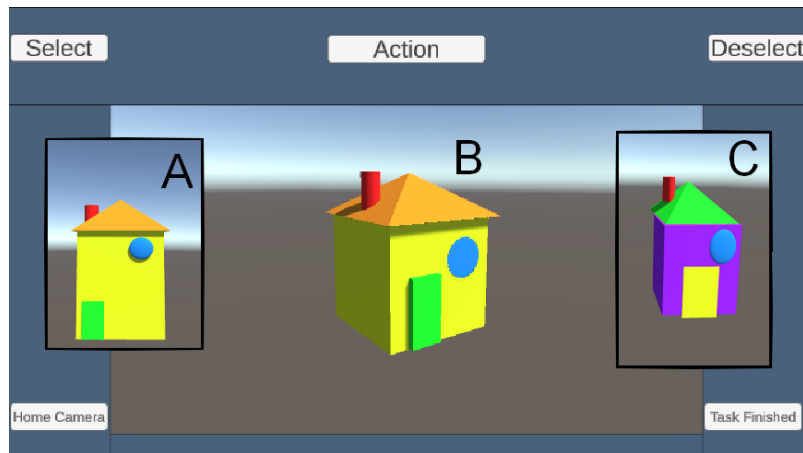 Select
Action
Deselect
A
B
C
Home Camera
Task Finished